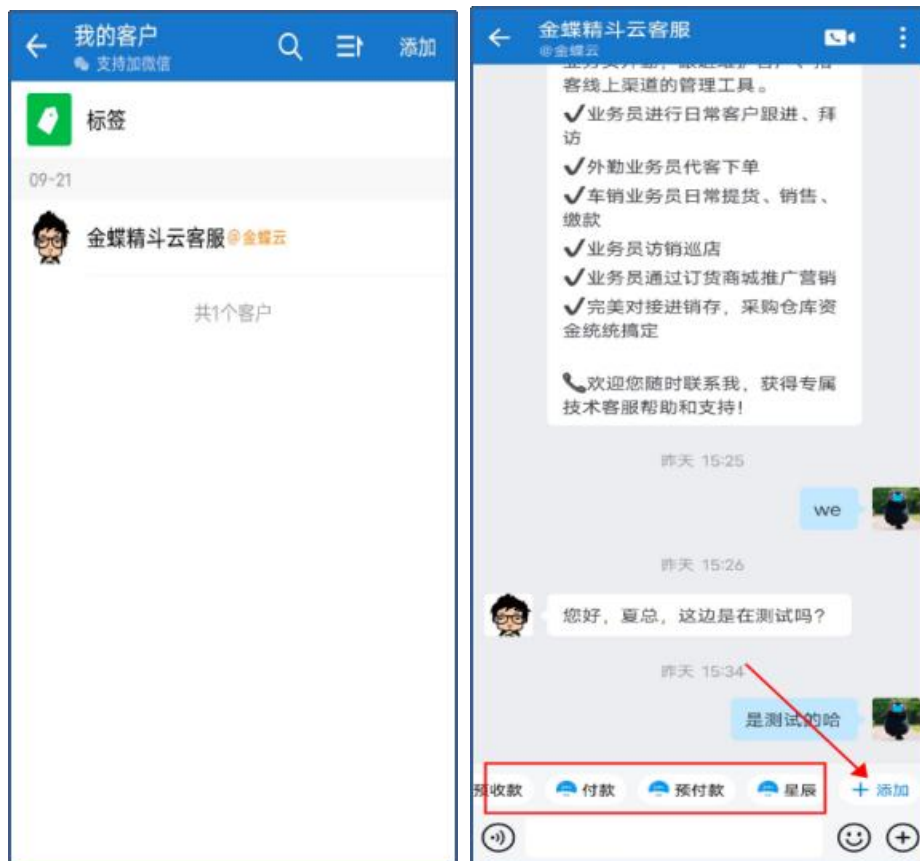 我的客户
支持加微信
添加
标签
09-21
金蝶精斗云客服@金蝶云
共1个客户
金蝶精斗云客服
@金蝶云
客线上渠道的管理工具。
✓业务员进行日常客户跟进、拜
访
✓外勤业务员代客下单
✓车销业务员日常提货、销售、
缴款
✓业务员访销巡店
✓业务员通过订货商城推广营销
✓完美对接进销存，采购仓库资
金统统搞定
📞欢迎您随时联系我，获得专属
技术客服帮助和支持!
昨天 15:25
we
昨天 15:26
您好，夏总，这边是在测试吗?
昨天 15:34
是测试的哈
预收款 付款 预付款 星辰 + 添加